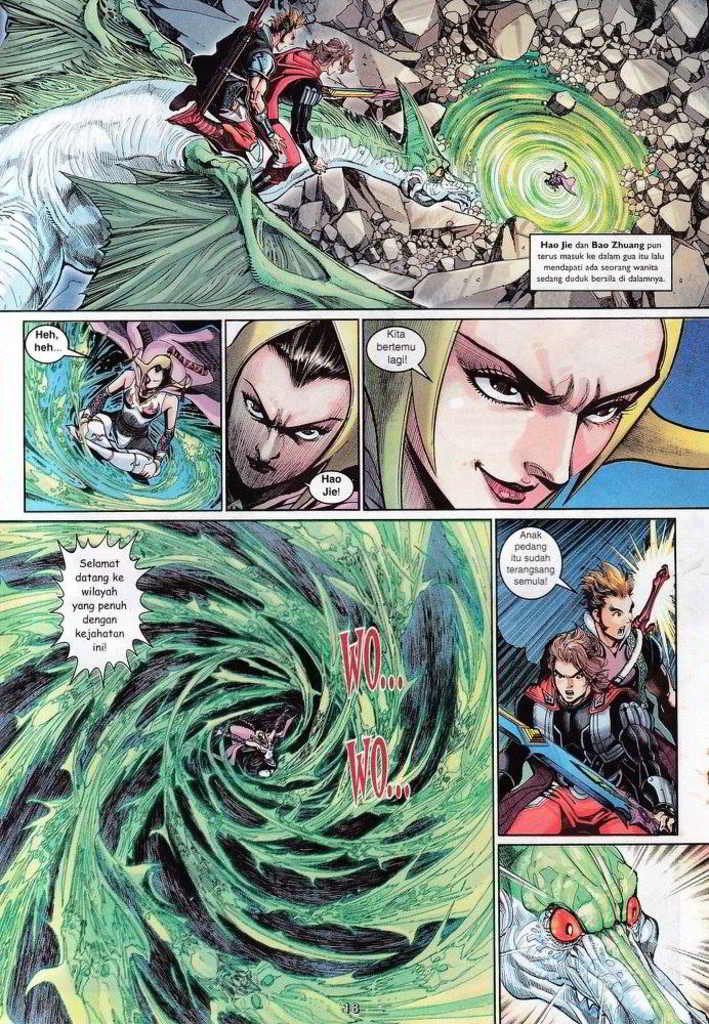 Hao Jie dan Bao Zhuang pun
terus masuk ke dalam gua itu lalu
mendapati ada seorang wanita
sedang duduk bersila di dalamnya.
Heh,
heh...
Hao
Jie!
Kita
bertemu
lagi!
Selamat
datang ke
wilayah
yang penuh
dengan
kejahatan
ini!
WO...
WO...
Anak
pedang
itu sudah
terangsang
semula!
18